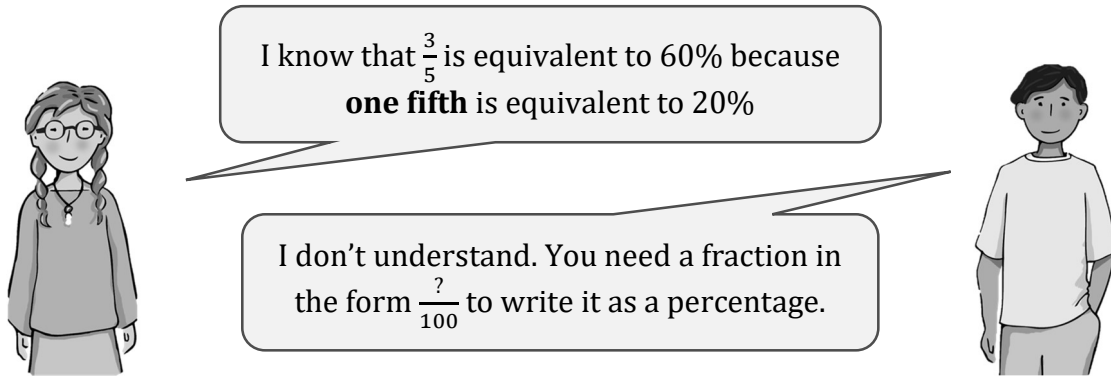 I know that 3/5 is equivalent to 60% because
one fifth is equivalent to 20%
I don’t understand. You need a fraction in
the form ?/100 to write it as a percentage.